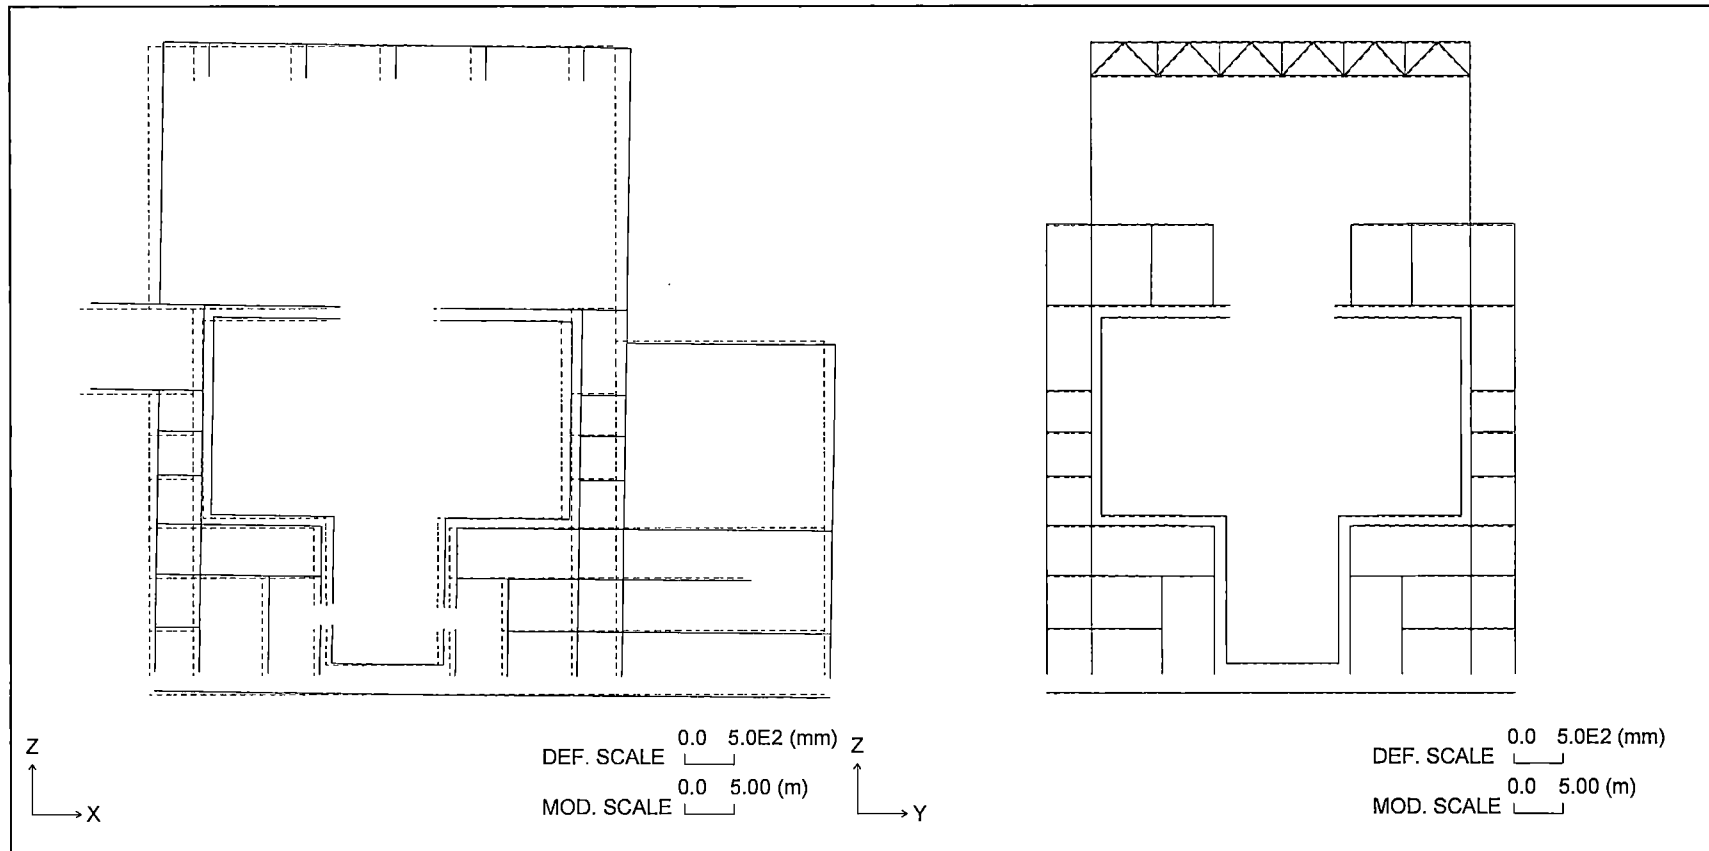 Z
X
0.0 5.0E2 (mm)
DEF. SCALE
0.0 5.00 (m)
MOD. SCALE
Z
Y
0.0 5.0E2 (mm)
DEF. SCALE
0.0 5.00 (m)
MOD. SCALE